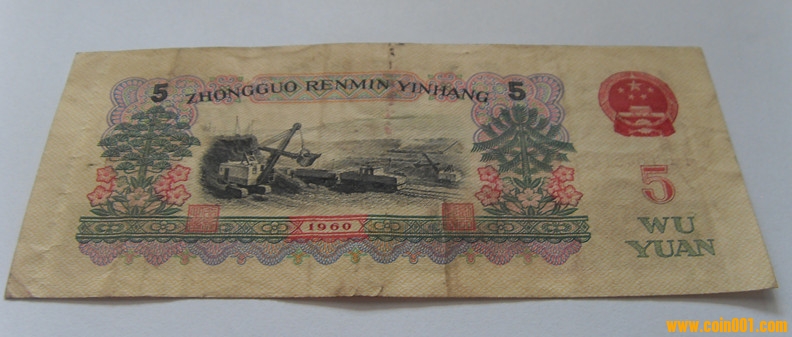 5 ZHONGGUO RENMIN YINHANG 5
1960
5
WU
YUAN
www.coin001.com